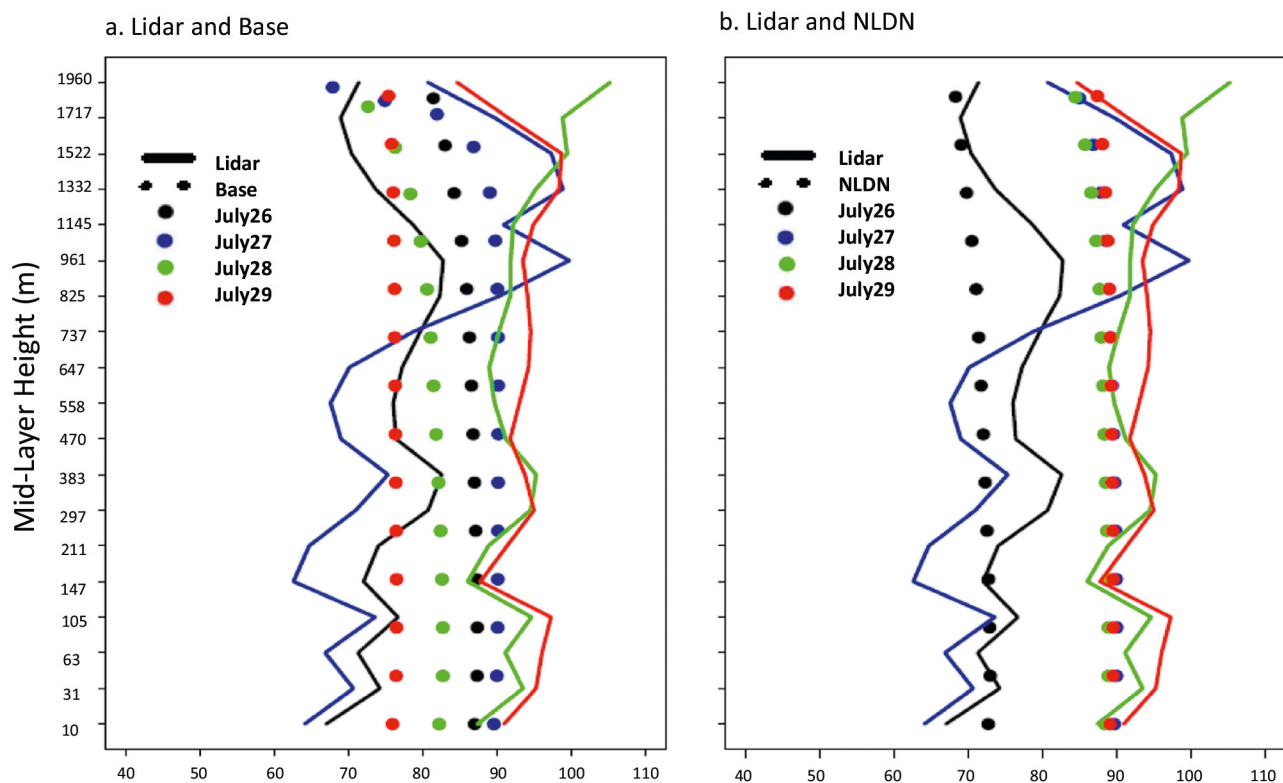 a. Lidar and Base
b. Lidar and NLDN
Mid-Layer Height (m)
1960
1717
1522
1332
1145
961
825
737
647
558
470
383
297
211
147
105
63
31
10
Lidar
Base
July26
July27
July28
July29
40 50 60 70 80 90 100 110
Lidar
NLDN
July26
July27
July28
July29
40 50 60 70 80 90 100 110